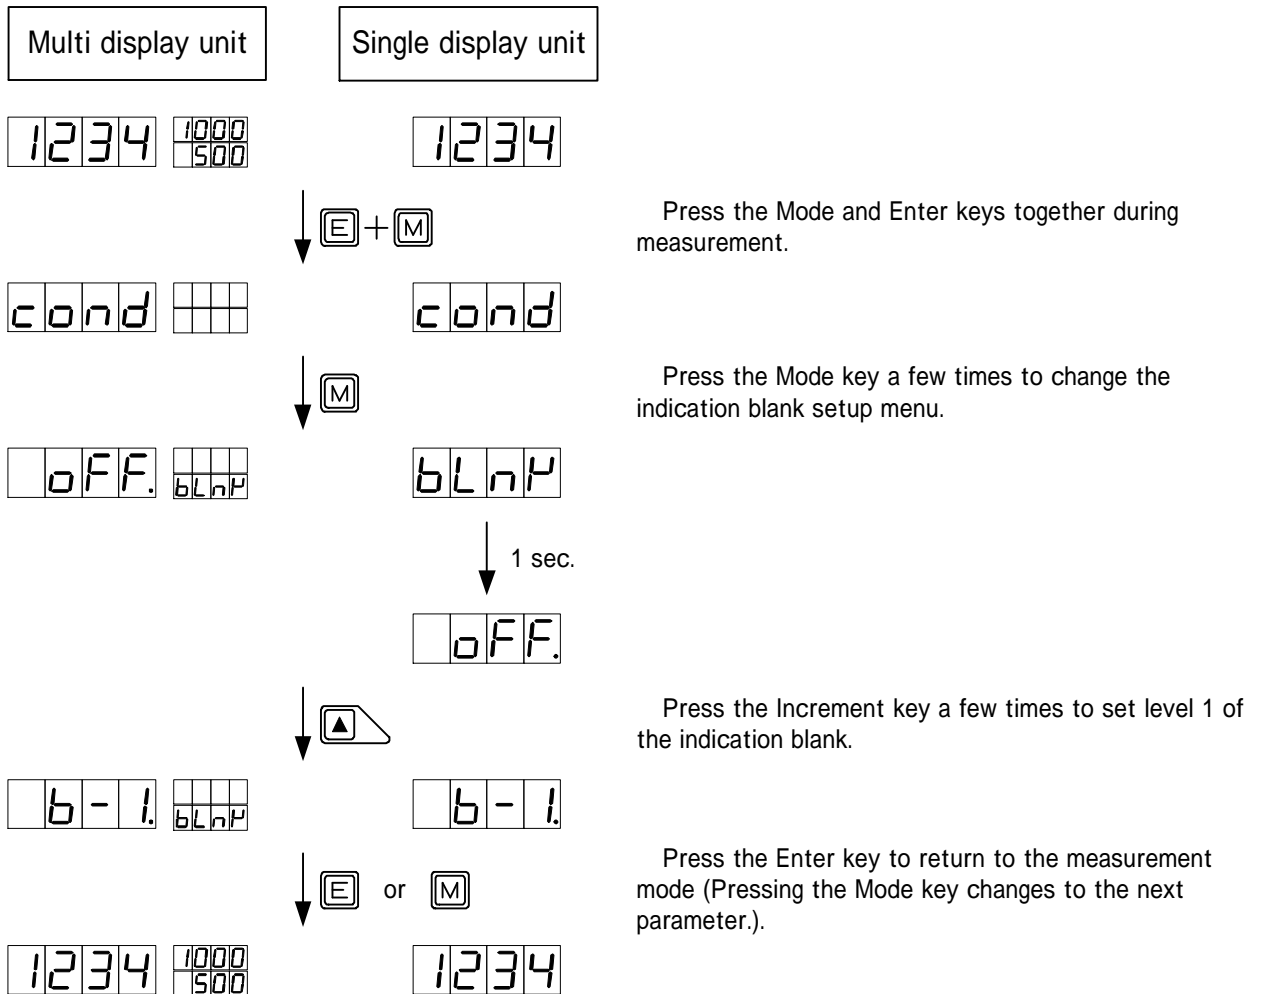 Multi display unit Single display unit
1234 1000 1234
500
E + M Press the Mode and Enter keys together during
measurement.
cond cond
M Press the Mode key a few times to change the
indication blank setup menu.
oFF. bLnK bLnK
1 sec.
oFF.
Press the Increment key a few times to set level 1 of
the indication blank.
b-1. bLnK b-1.
E or M Press the Enter key to return to the measurement
mode (Pressing the Mode key changes to the next
parameter.).
1234 1000 1234
500